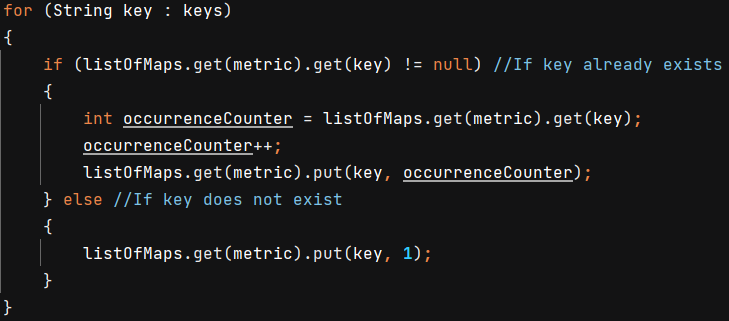 for (String key : keys)
{
if (listOfMaps.get(metric).get(key) != null) //If key already exists
{
int occurrenceCounter = listOfMaps.get(metric).get(key);
occurrenceCounter++;
listOfMaps.get(metric).put(key, occurrenceCounter);
} else //If key does not exist
{
listOfMaps.get(metric).put(key, 1);
}
}